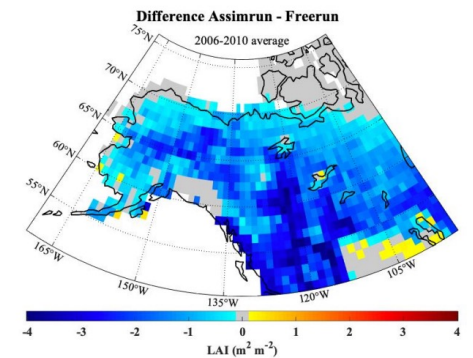 Difference Assimrun - Freerun
2006-2010 average
75°N
70°N
65°N
60°N
55°N
165°W
150°W
135°W
120°W
105°W
-4 -3 -2 -1 0 1 2 3 4
LAI (m² m⁻²)